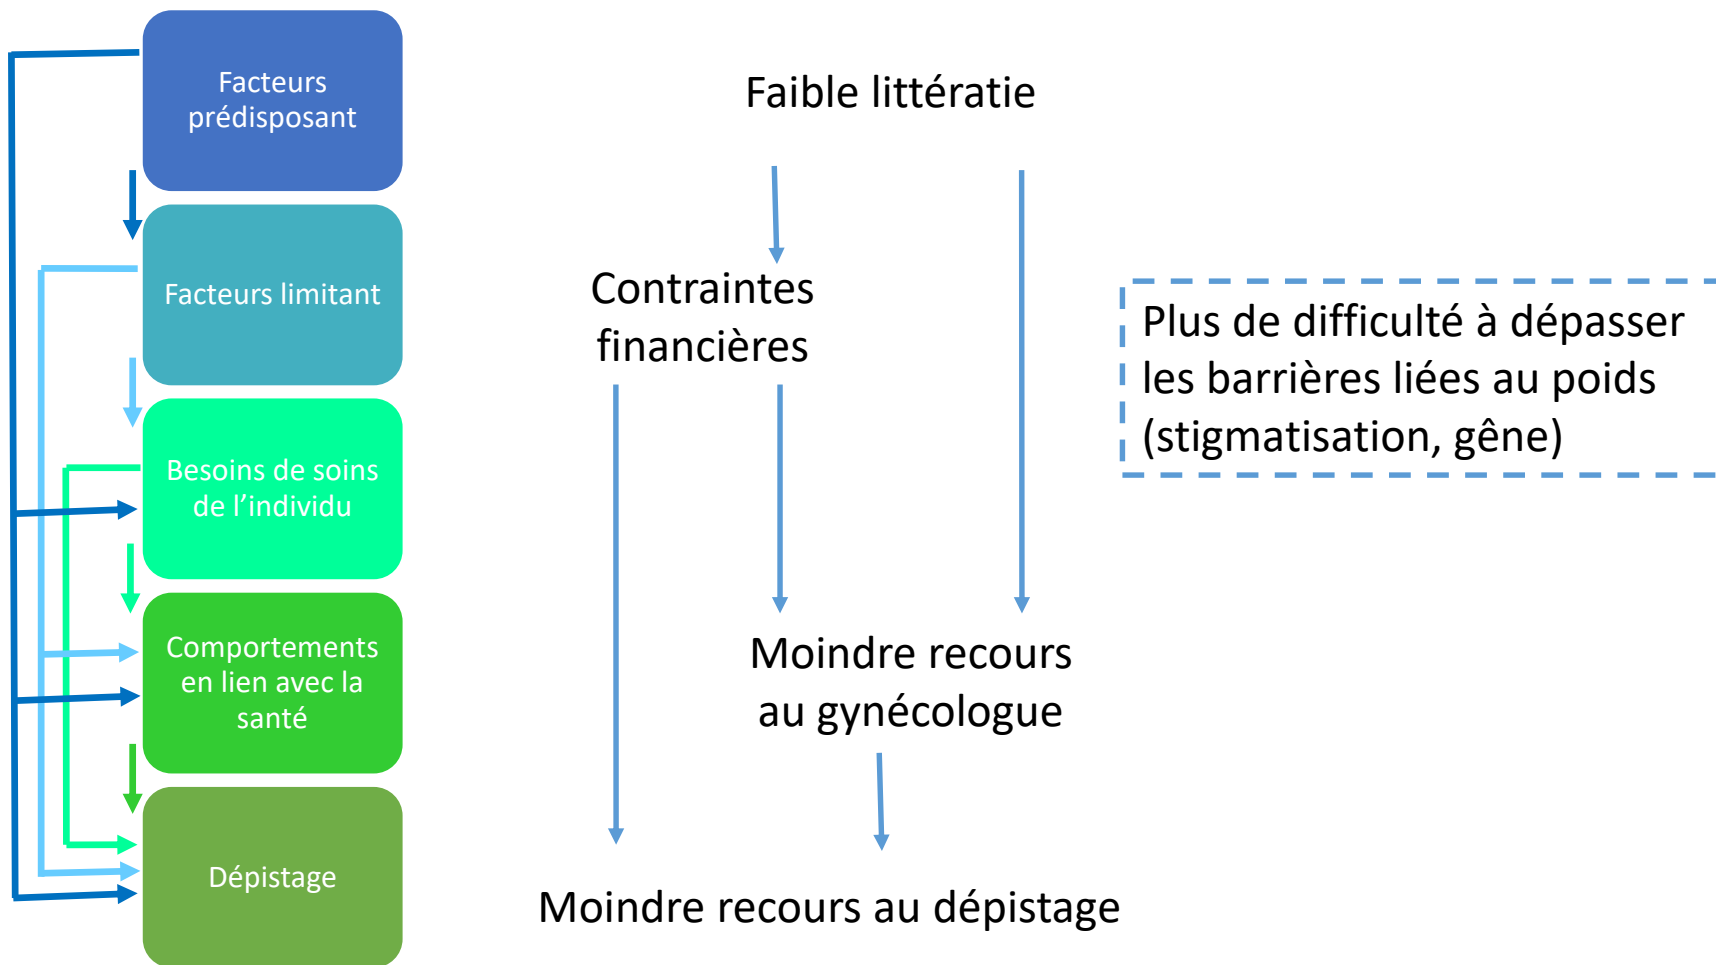 Facteurs
prédisposant
Facteurs limitant
Besoins de soins
de l’individu
Comportements
en lien avec la
santé
Dépistage
Faible littératie
Contraintes
financières
Moindre recours
au gynécologue
Moindre recours au dépistage
Plus de difficulté à dépasser
les barrières liées au poids
(stigmatisation, gêne)